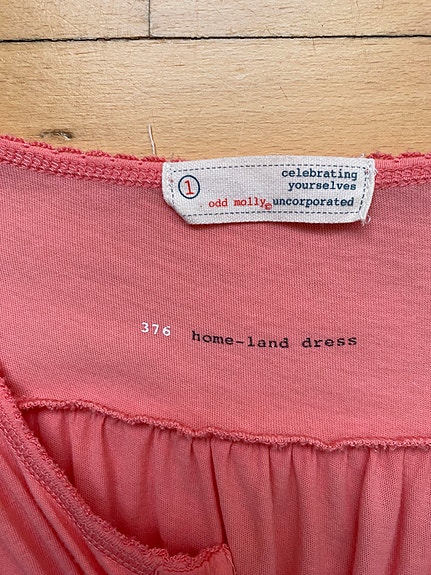 1
celebrating
yourselves
odd molly© uncorporated
376 home-land dress